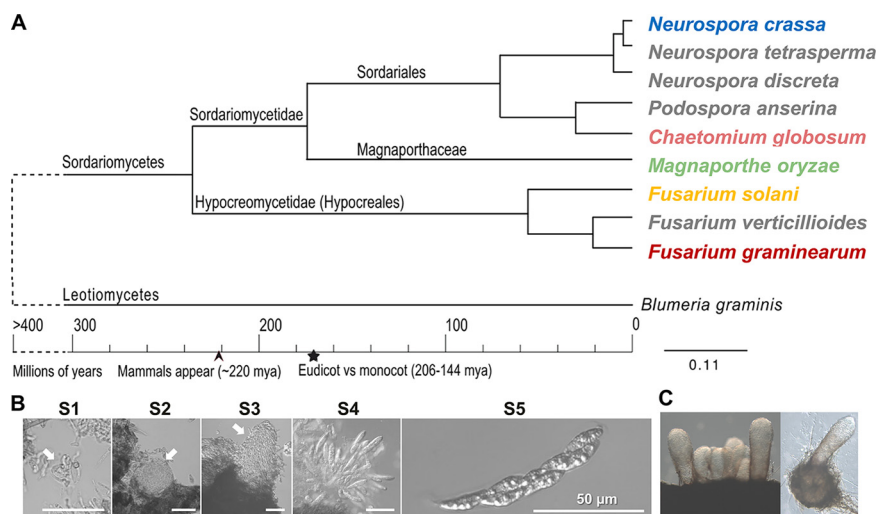 A
Neurospora crassa
Neurospora tetrasperma
Sordariales
Neurospora discreta
Sordariomycetidae
Podospora anserina
Chaetomium globosum
Magnaporthaceae
Sordariomycetes
Magnaporthe oryzae
Fusarium solani
Hypocreomycetidae (Hypocreales)
Fusarium verticillioides
Fusarium graminearum
Leotiomycetes
Blumeria graminis
>400 300 200 100 0
Millions of years Mammals appear (~220 mya) Eudicot vs monocot (206-144 mya)
0.11
B S1 S2 S3 S4 S5 C
50 µm